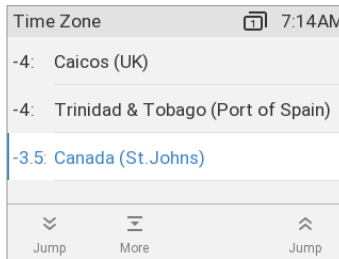 Time Zone 1 7:14AM
-4: Caicos (UK)
-4: Trinidad & Tobago (Port of Spain)
-3.5: Canada (St.Johns)
Jump More Jump